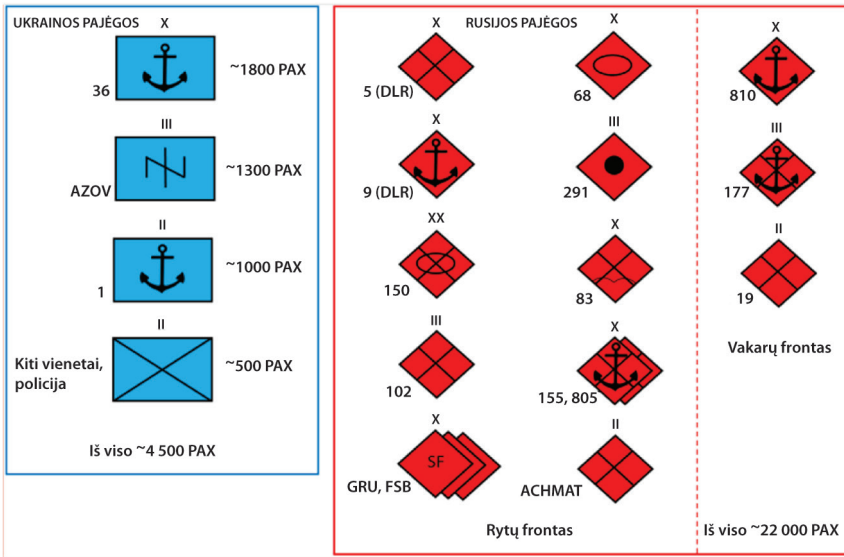 UKRAINOS PAJĖGOS
X
36
~1800 PAX
III
AZOV
~1300 PAX
II
1
~1000 PAX
II
Kiti vienetai,
policija
~500 PAX
Iš viso ~4 500 PAX
RUSIJOS PAJĖGOS
X
5 (DLR)
X
9 (DLR)
XX
150
III
102
X
SF
GRU, FSB
X
68
III
291
X
83
X
155, 805
II
ACHMAT
Rytų frontas
X
810
III
177
II
19
Vakarų frontas
Iš viso ~22 000 PAX